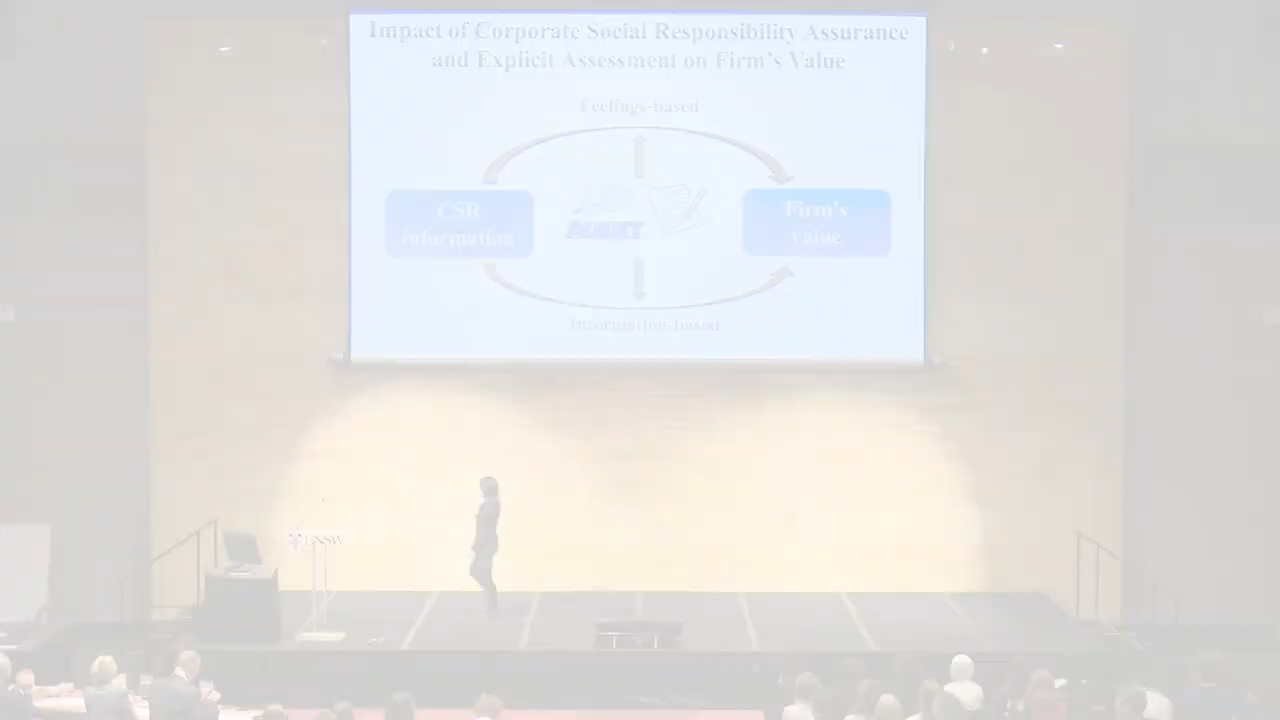 Impact of Corporate Social Responsibility Assurance
and Explicit Assessment on Firm's Value
Feelings-based
CSR
information
Firm's
value
Information-based
UNSW